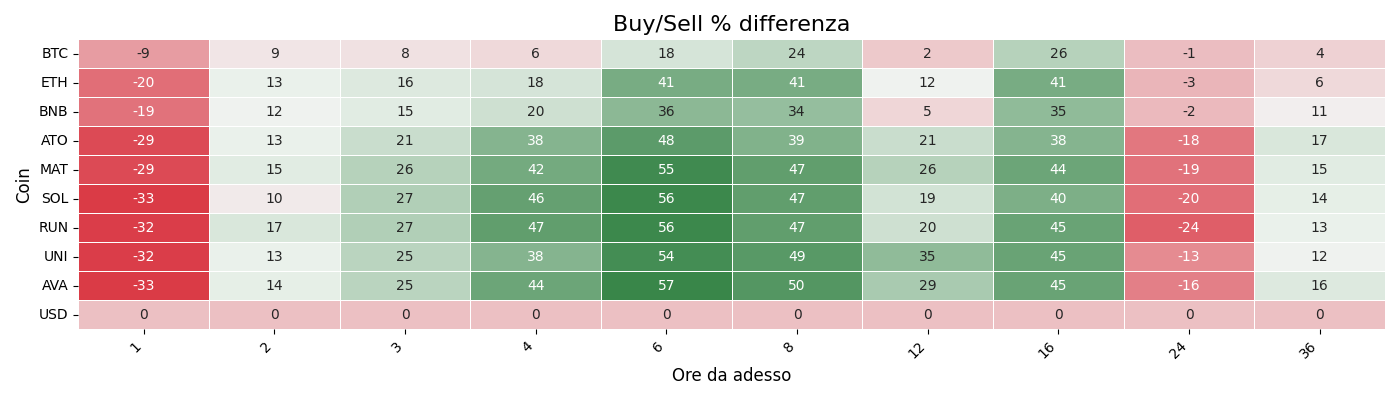 Buy/Sell % differenza
Coin
BTC -9 9 8 6 18 24 2 26 -1 4
ETH -20 13 16 18 41 41 12 41 -3 6
BNB -19 12 15 20 36 34 5 35 -2 11
ATO -29 13 21 38 48 39 21 38 -18 17
MAT -29 15 26 42 55 47 26 44 -19 15
SOL -33 10 27 46 56 47 19 40 -20 14
RUN -32 17 27 47 56 47 20 45 -24 13
UNI -32 13 25 38 54 49 35 45 -13 12
AVA -33 14 25 44 57 50 29 45 -16 16
USD 0 0 0 0 0 0 0 0 0 0
1 2 3 4 6 8 12 16 24 36
Ore da adesso